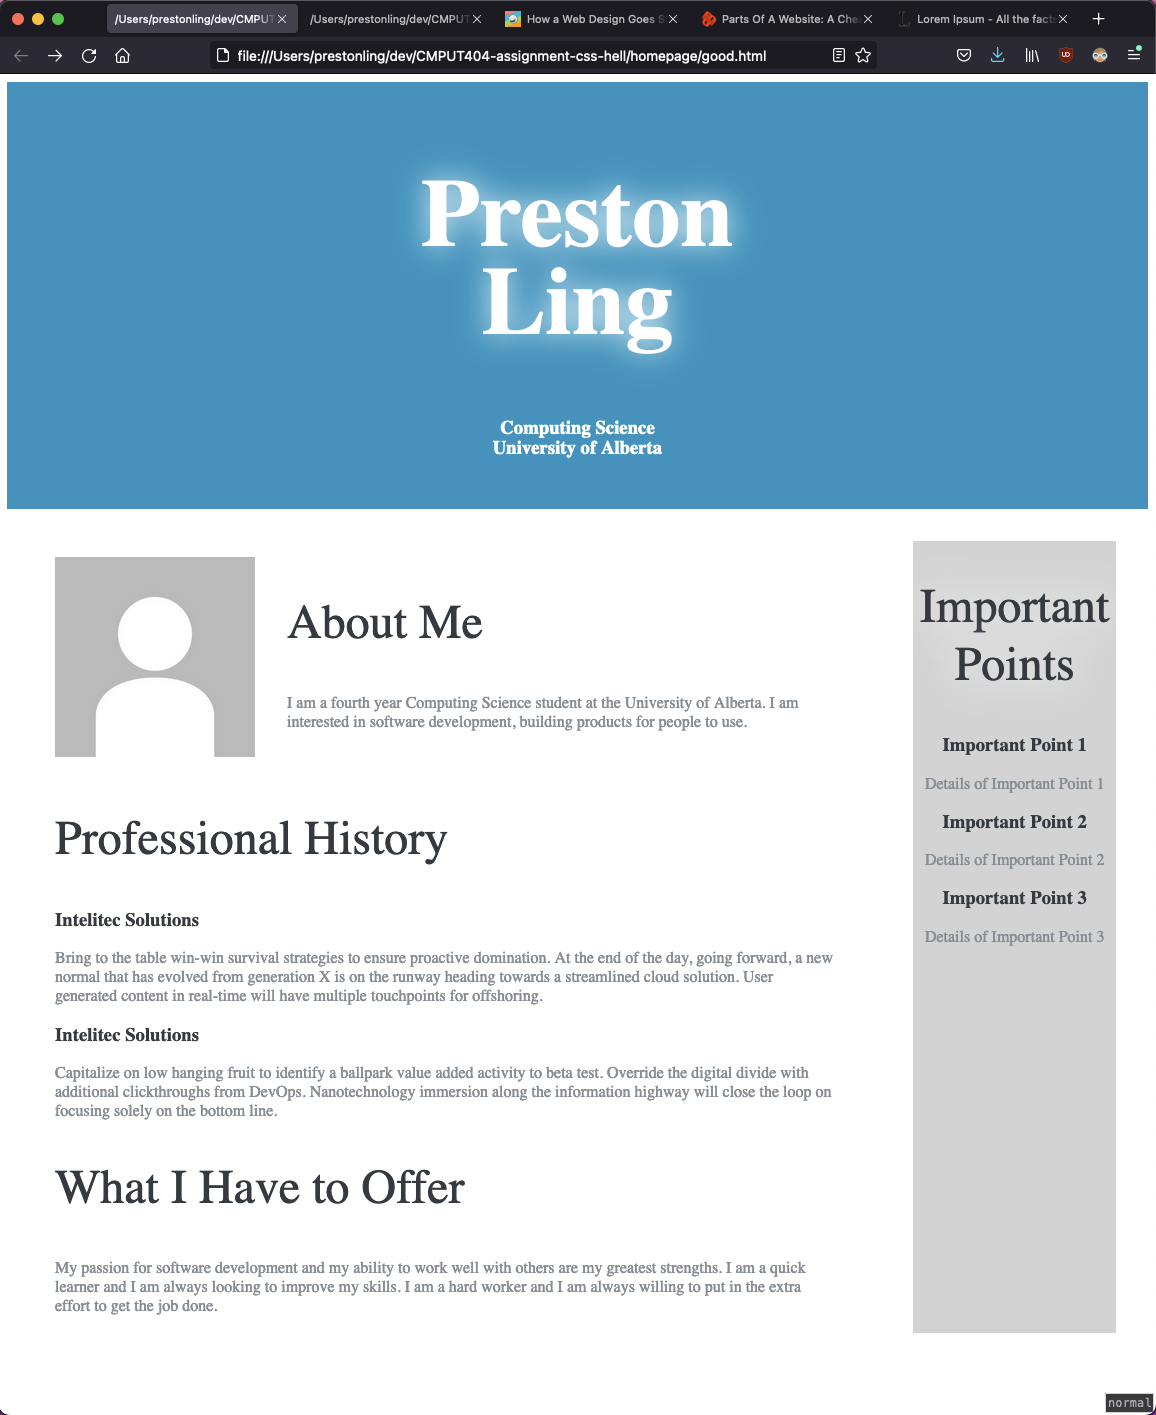 /Users/prestonling/dev/CMPUT
/Users/prestonling/dev/CMPUT
How a Web Design Goes S
Parts Of A Website: A Che
Lorem Ipsum - All the facts
file:///Users/prestonling/dev/CMPUT404-assignment-css-hell/homepage/good.html
Preston
Ling
Computing Science
University of Alberta
About Me
I am a fourth year Computing Science student at the University of Alberta. I am
interested in software development, building products for people to use.
Professional History
Intelitec Solutions
Bring to the table win-win survival strategies to ensure proactive domination. At the end of the day, going forward, a new
normal that has evolved from generation X is on the runway heading towards a streamlined cloud solution. User
generated content in real-time will have multiple touchpoints for offshoring.
Intelitec Solutions
Capitalize on low hanging fruit to identify a ballpark value added activity to beta test. Override the digital divide with
additional clickthroughs from DevOps. Nanotechnology immersion along the information highway will close the loop on
focusing solely on the bottom line.
What I Have to Offer
My passion for software development and my ability to work well with others are my greatest strengths. I am a quick
learner and I am always looking to improve my skills. I am a hard worker and I am always willing to put in the extra
effort to get the job done.
Important
Points
Important Point 1
Details of Important Point 1
Important Point 2
Details of Important Point 2
Important Point 3
Details of Important Point 3
normal